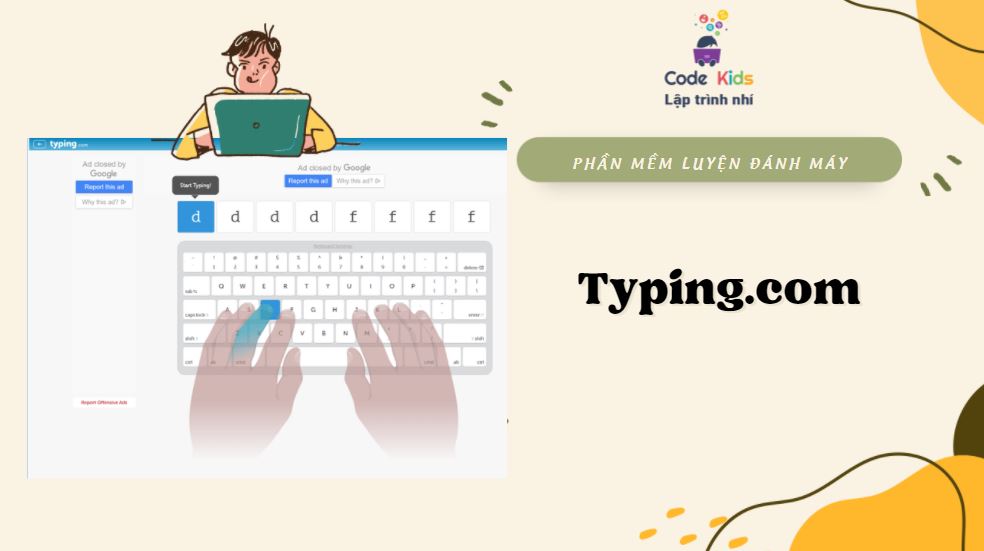 Code Kids
Lập trình nhí
PHẦN MỀM LUYỆN ĐÁNH MÁY
Typing.com
typing.com
Ad closed by
Google
Report this ad
Why this ad?
Ad closed by Google
Report this ad Why this ad?
Start Typing!
d d d d f f f f
Q W E R T Y U I O P
caps lock
enter
shift
C V B N M
shift
ctrl
alt ctrl
Report Offensive Ads